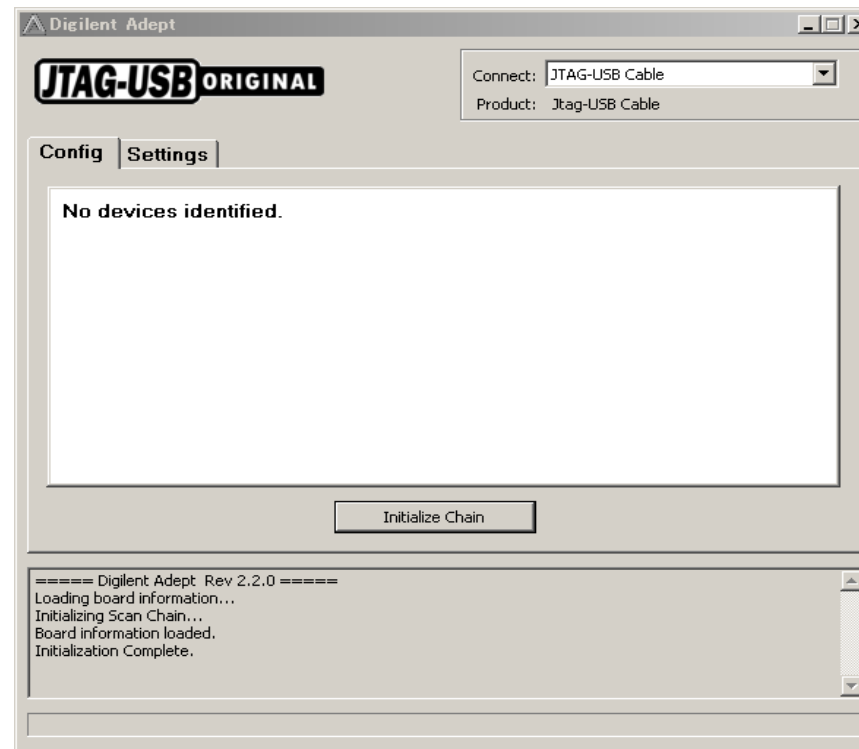 Digilent Adept
JTAG-USB ORIGINAL
Connect: JTAG-USB Cable
Product: Jtag-USB Cable
Config Settings
No devices identified.
Initialize Chain
===== Digilent Adept Rev 2.2.0 =====
Loading board information...
Initializing Scan Chain...
Board information loaded.
Initialization Complete.